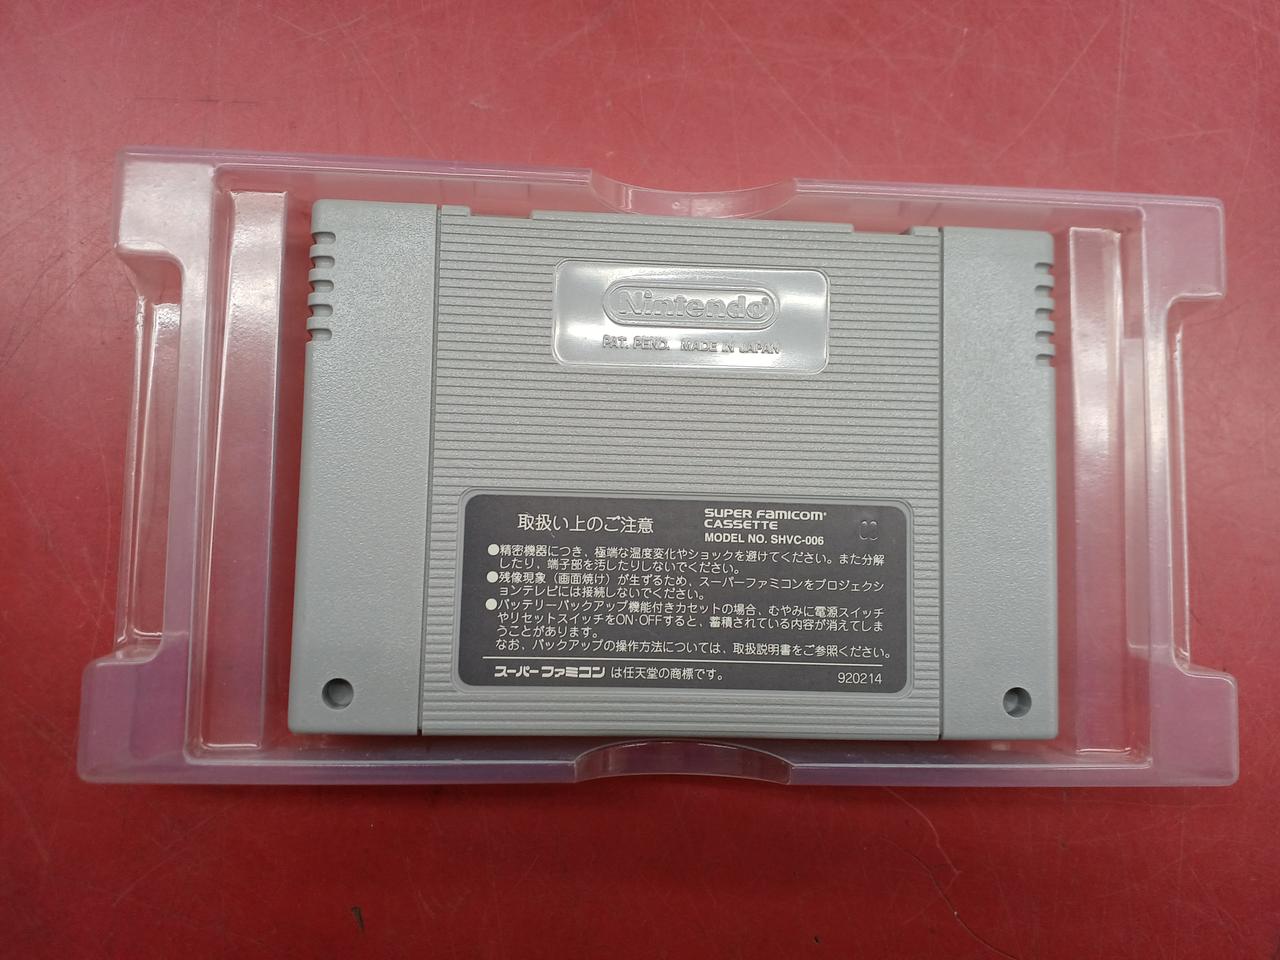 Nintendo®
PAT. PEND. MADE IN JAPAN
取扱い上のご注意
SUPER FAMICOM®
CASSETTE
MODEL NO. SHVC-006
●精密機器につき、極端な温度変化やショックを避けてください。また分解
したり、端子部を汚したりしないでください。
●残像現象（画面焼け）が生ずるため、スーパーファミコンをプロジェクシ
ョンテレビには接続しないでください。
●バッテリーバックアップ機能付きカセットの場合、むやみに電源スイッチ
やリセットスイッチをON・OFFすると、蓄積されている内容が消えてしま
うことがあります。
なお、バックアップの操作方法については、取扱説明書をご参照ください。
スーパーファミコン は任天堂の商標です。
920214